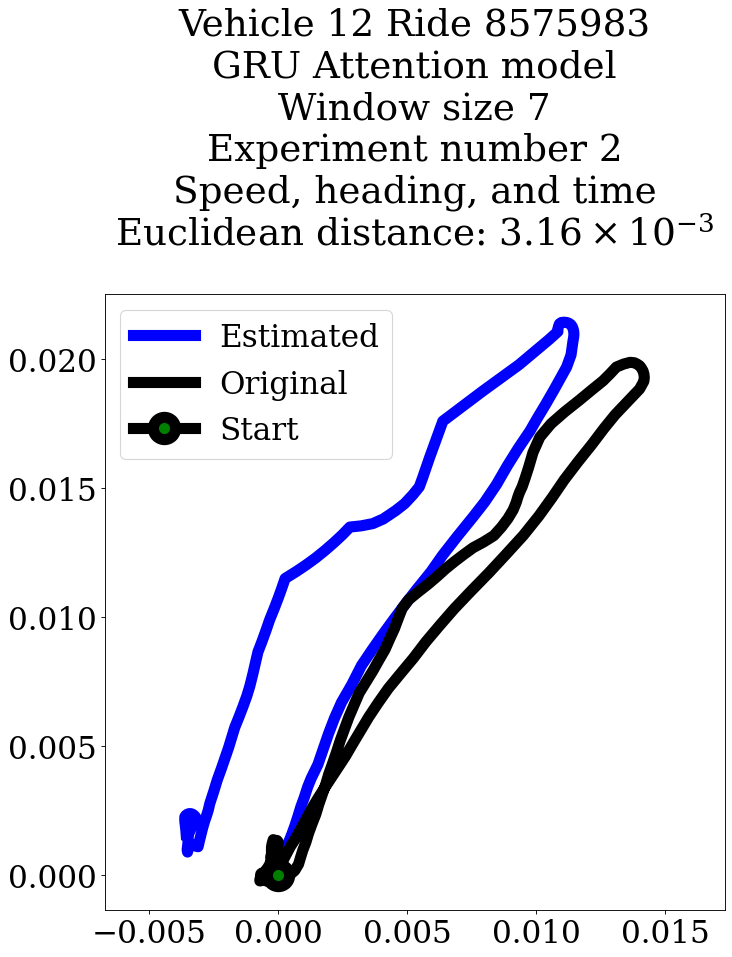 Vehicle 12 Ride 8575983
GRU Attention model
Window size 7
Experiment number 2
Speed, heading, and time
Euclidean distance: 3.16 × 10⁻³
Estimated
Original
Start
0.020
0.015
0.010
0.005
0.000
−0.005 0.000 0.005 0.010 0.015